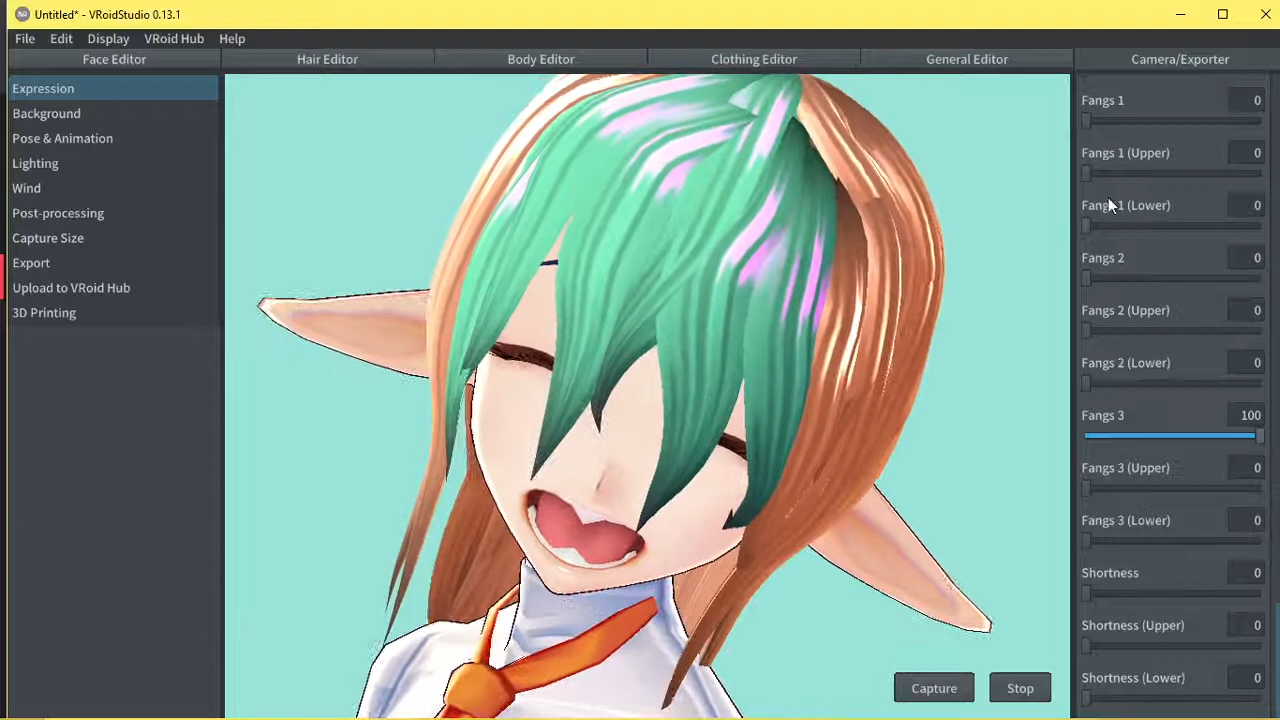 Untitled* - VRoidStudio 0.13.1
File Edit Display VRoid Hub Help
Face Editor Hair Editor Body Editor Clothing Editor General Editor Camera/Exporter
Expression
Background
Pose & Animation
Lighting
Wind
Post-processing
Capture Size
Export
Upload to VRoid Hub
3D Printing
Fangs 1 0
Fangs 1 (Upper) 0
Fangs 1 (Lower) 0
Fangs 2 0
Fangs 2 (Upper) 0
Fangs 2 (Lower) 0
Fangs 3 100
Fangs 3 (Upper) 0
Fangs 3 (Lower) 0
Shortness 0
Shortness (Upper) 0
Shortness (Lower) 0
Capture Stop